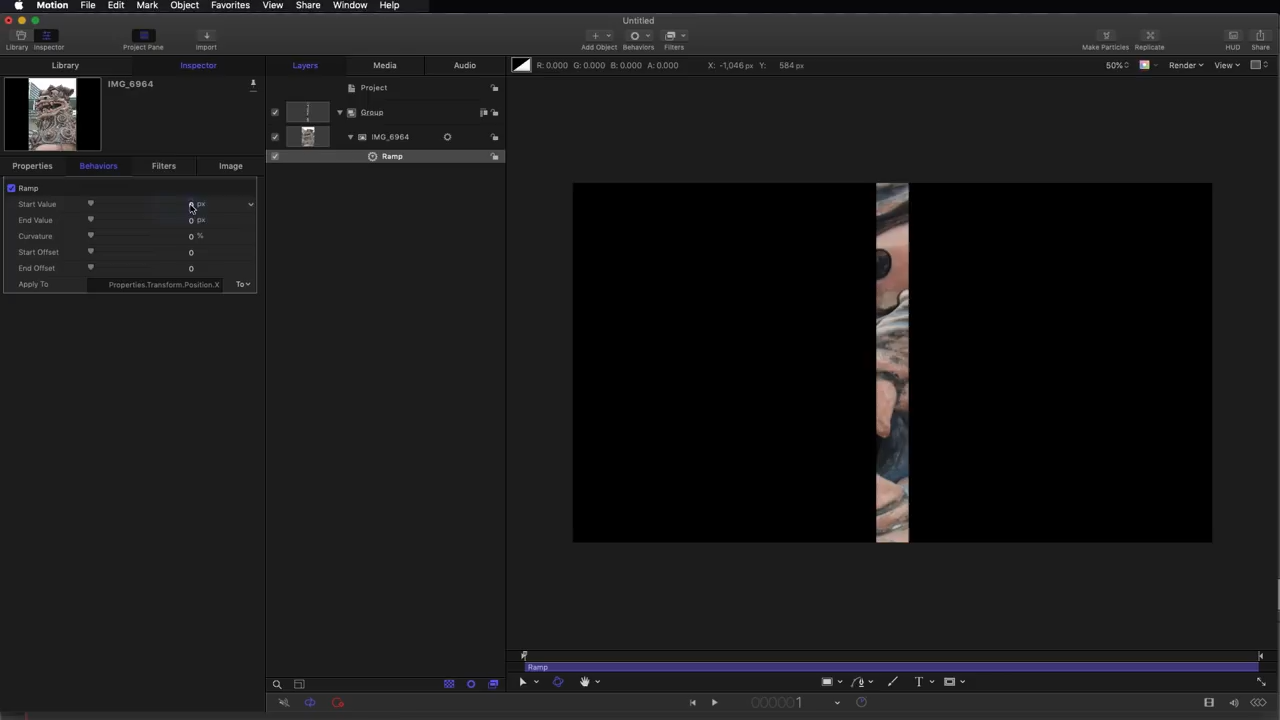 Motion File Edit Mark Object Favorites View Share Window Help
Untitled
Library Inspector Project Pane Import Add Object Behaviors Filters Make Particles Replicate HUD Share
Library Inspector Layers Media Audio R: 0.000 G: 0.000 B: 0.000 A: 0.000 X: -1,046 px Y: 584 px 50% Render View
IMG_6964
Project
Group
IMG_6964
Ramp
Properties Behaviors Filters Image
Ramp
Start Value 0 px
End Value 0 px
Curvature 0 %
Start Offset 0
End Offset 0
Apply To Properties.Transform.Position.X To
Ramp
T
000001